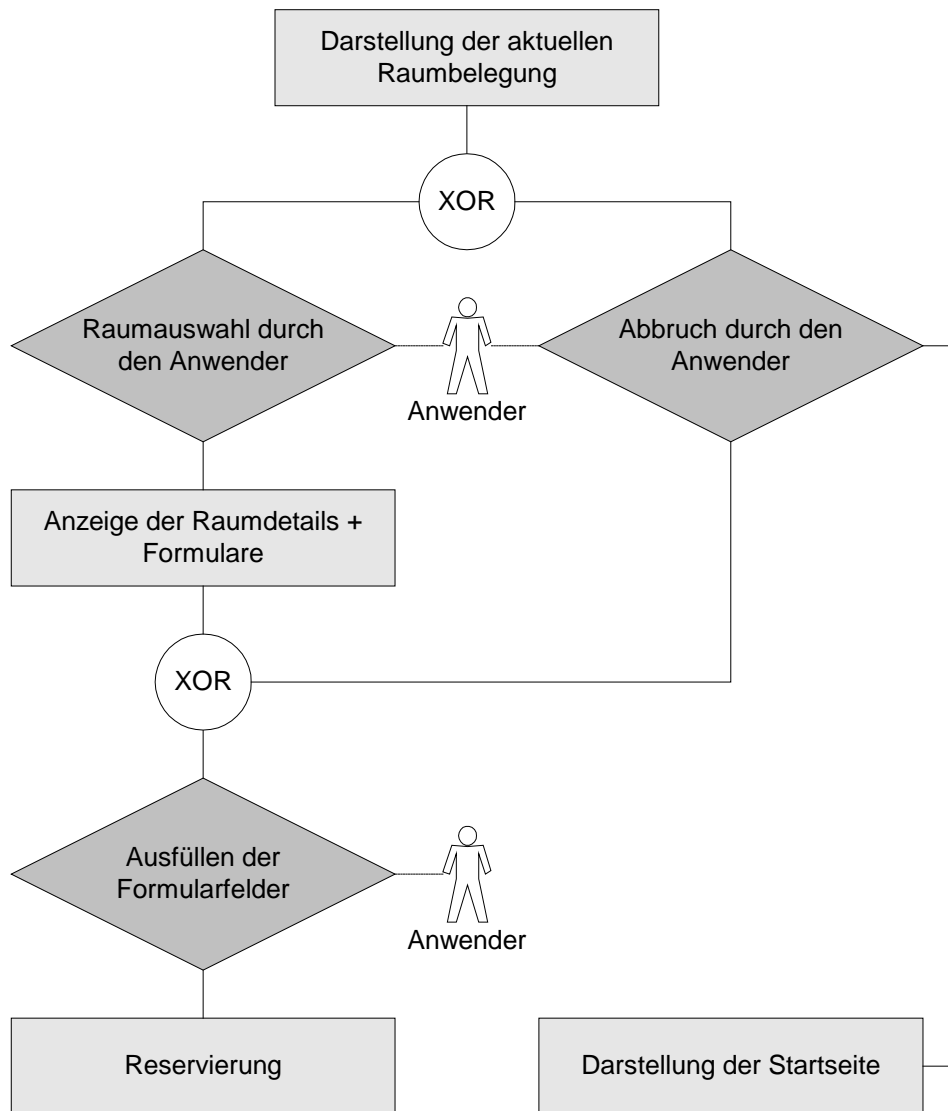 Darstellung der aktuellen
Raumbelegung
XOR
Raumauswahl durch
den Anwender
Anwender
Abbruch durch den
Anwender
Anzeige der Raumdetails +
Formulare
XOR
Ausfüllen der
Formularfelder
Anwender
Reservierung
Darstellung der Startseite